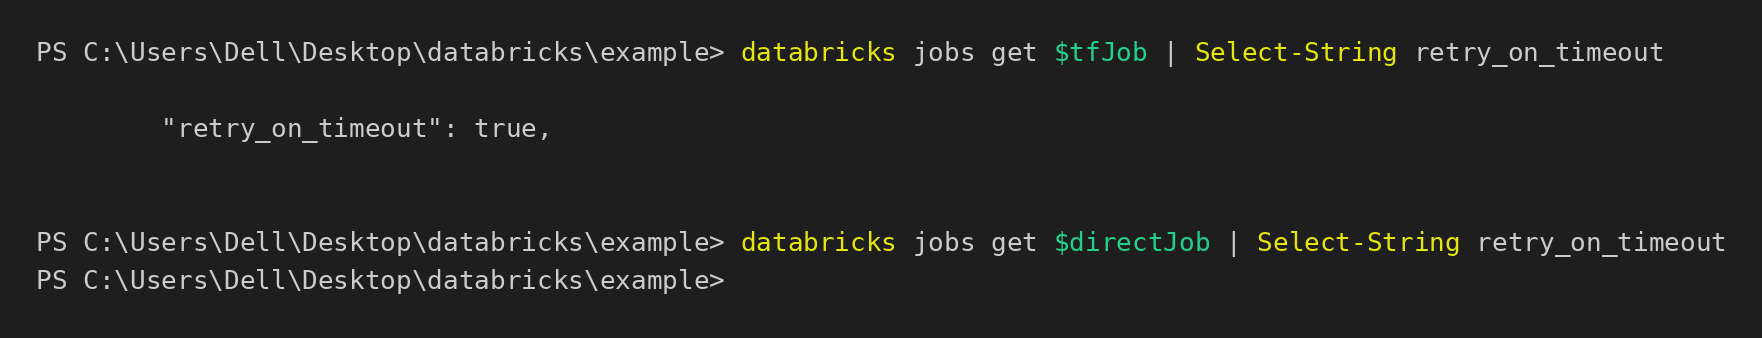 PS C:\Users\Dell\Desktop\databricks\example> databricks jobs get $tfJob | Select-String retry_on_timeout
"retry_on_timeout": true,
PS C:\Users\Dell\Desktop\databricks\example> databricks jobs get $directJob | Select-String retry_on_timeout
PS C:\Users\Dell\Desktop\databricks\example>